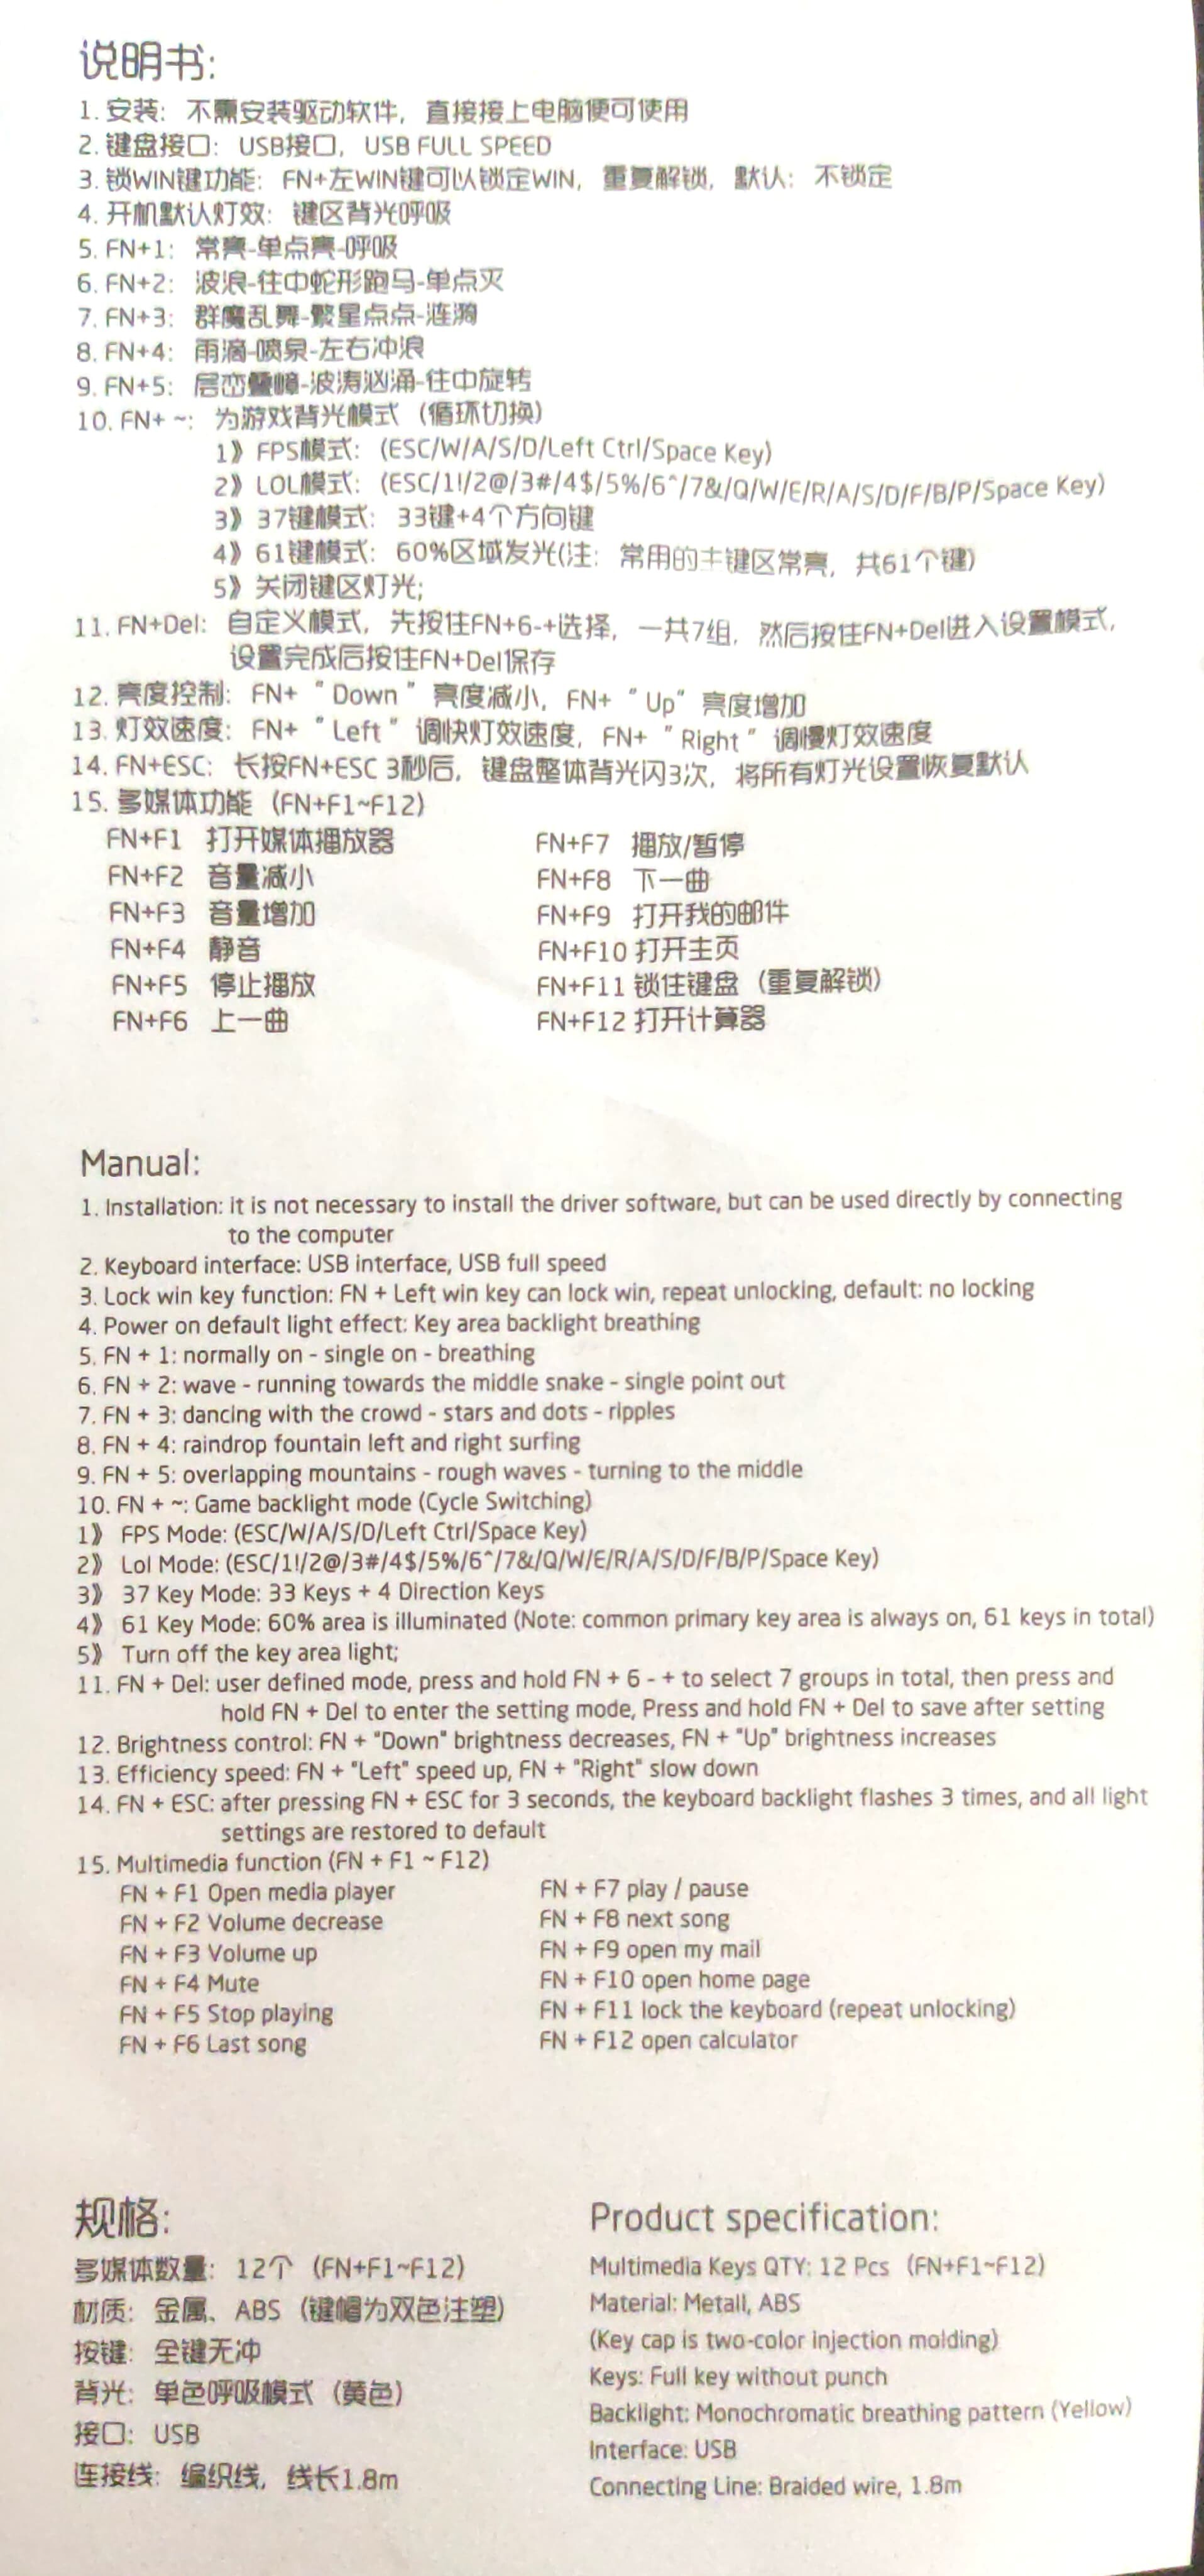 说明书:
1. 安装: 不需安装驱动软件, 直接接上电脑便可使用
2. 键盘接口: USB接口, USB FULL SPEED
3. 锁WIN键功能: FN+左WIN键可以锁定WIN, 重复解锁, 默认: 不锁定
4. 开机默认灯效: 键区背光呼吸
5. FN+1: 常亮-单点亮-呼吸
6. FN+2: 波浪-往中蛇形跑马-单点灭
7. FN+3: 群魔乱舞-繁星点点-涟漪
8. FN+4: 雨滴-喷泉-左右冲浪
9. FN+5: 层峦叠嶂-波涛汹涌-往中旋转
10. FN+ ~: 为游戏背光模式 (循环切换)
1》 FPS模式: (ESC/W/A/S/D/Left Ctrl/Space Key)
2》 LOL模式: (ESC/1!/2@/3#/4$/5%/6^/7&/Q/W/E/R/A/S/D/F/B/P/Space Key)
3》 37键模式: 33键+4个方向键
4》 61键模式: 60%区域发光(注: 常用的主键区常亮, 共61个键)
5》 关闭键区灯光;
11. FN+Del: 自定义模式, 先按住FN+6-+选择, 一共7组, 然后按住FN+Del进入设置模式,
设置完成后按住FN+Del保存
12. 亮度控制: FN+ "Down" 亮度减小, FN+ "Up" 亮度增加
13. 灯效速度: FN+ "Left" 调快灯效速度, FN+ "Right" 调慢灯效速度
14. FN+ESC: 长按FN+ESC 3秒后, 键盘整体背光闪3次, 将所有灯光设置恢复默认
15. 多媒体功能 (FN+F1~F12)
FN+F1 打开媒体播放器 FN+F7 播放/暂停
FN+F2 音量减小 FN+F8 下一曲
FN+F3 音量增加 FN+F9 打开我的邮件
FN+F4 静音 FN+F10 打开主页
FN+F5 停止播放 FN+F11 锁住键盘 (重复解锁)
FN+F6 上一曲 FN+F12 打开计算器
Manual:
1. Installation: it is not necessary to install the driver software, but can be used directly by connecting
to the computer
2. Keyboard interface: USB interface, USB full speed
3. Lock win key function: FN + Left win key can lock win, repeat unlocking, default: no locking
4. Power on default light effect: Key area backlight breathing
5. FN + 1: normally on - single on - breathing
6. FN + 2: wave - running towards the middle snake - single point out
7. FN + 3: dancing with the crowd - stars and dots - ripples
8. FN + 4: raindrop fountain left and right surfing
9. FN + 5: overlapping mountains - rough waves - turning to the middle
10. FN + ~: Game backlight mode (Cycle Switching)
1》 FPS Mode: (ESC/W/A/S/D/Left Ctrl/Space Key)
2》 Lol Mode: (ESC/1!/2@/3#/4$/5%/6^/7&/Q/W/E/R/A/S/D/F/B/P/Space Key)
3》 37 Key Mode: 33 Keys + 4 Direction Keys
4》 61 Key Mode: 60% area is illuminated (Note: common primary key area is always on, 61 keys in total)
5》 Turn off the key area light;
11. FN + Del: user defined mode, press and hold FN + 6 - + to select 7 groups in total, then press and
hold FN + Del to enter the setting mode, Press and hold FN + Del to save after setting
12. Brightness control: FN + "Down" brightness decreases, FN + "Up" brightness increases
13. Efficiency speed: FN + "Left" speed up, FN + "Right" slow down
14. FN + ESC: after pressing FN + ESC for 3 seconds, the keyboard backlight flashes 3 times, and all light
settings are restored to default
15. Multimedia function (FN + F1 ~ F12)
FN + F1 Open media player FN + F7 play / pause
FN + F2 Volume decrease FN + F8 next song
FN + F3 Volume up FN + F9 open my mail
FN + F4 Mute FN + F10 open home page
FN + F5 Stop playing FN + F11 lock the keyboard (repeat unlocking)
FN + F6 Last song FN + F12 open calculator
规格:
多媒体数量: 12个 (FN+F1~F12)
材质: 金属、ABS (键帽为双色注塑)
按键: 全键无冲
背光: 单色呼吸模式 (黄色)
接口: USB
连接线: 编织线, 线长1.8m
Product specification:
Multimedia Keys QTY: 12 Pcs (FN+F1~F12)
Material: Metall, ABS
(Key cap is two-color injection molding)
Keys: Full key without punch
Backlight: Monochromatic breathing pattern (Yellow)
Interface: USB
Connecting Line: Braided wire, 1.8m